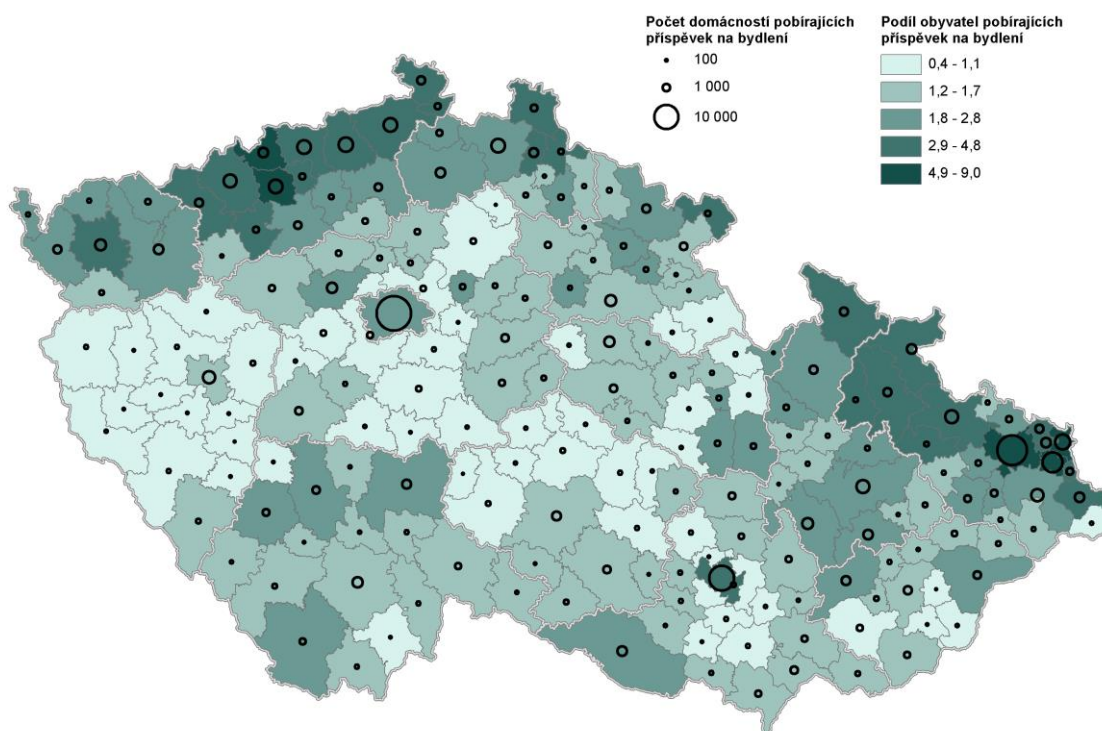 Počet domácností pobírajících
příspěvek na bydlení
100
1 000
10 000
Podíl obyvatel pobírajících
příspěvek na bydlení
0,4 - 1,1
1,2 - 1,7
1,8 - 2,8
2,9 - 4,8
4,9 - 9,0